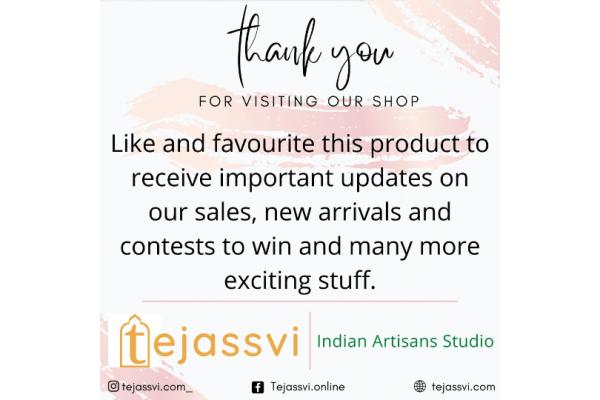 thank you
FOR VISITING OUR SHOP
Like and favourite this product to
receive important updates on
our sales, new arrivals and
contests to win and many more
exciting stuff.
tejassvi
Indian Artisans Studio
tejassvi.com_
Tejassvi.online
tejassvi.com